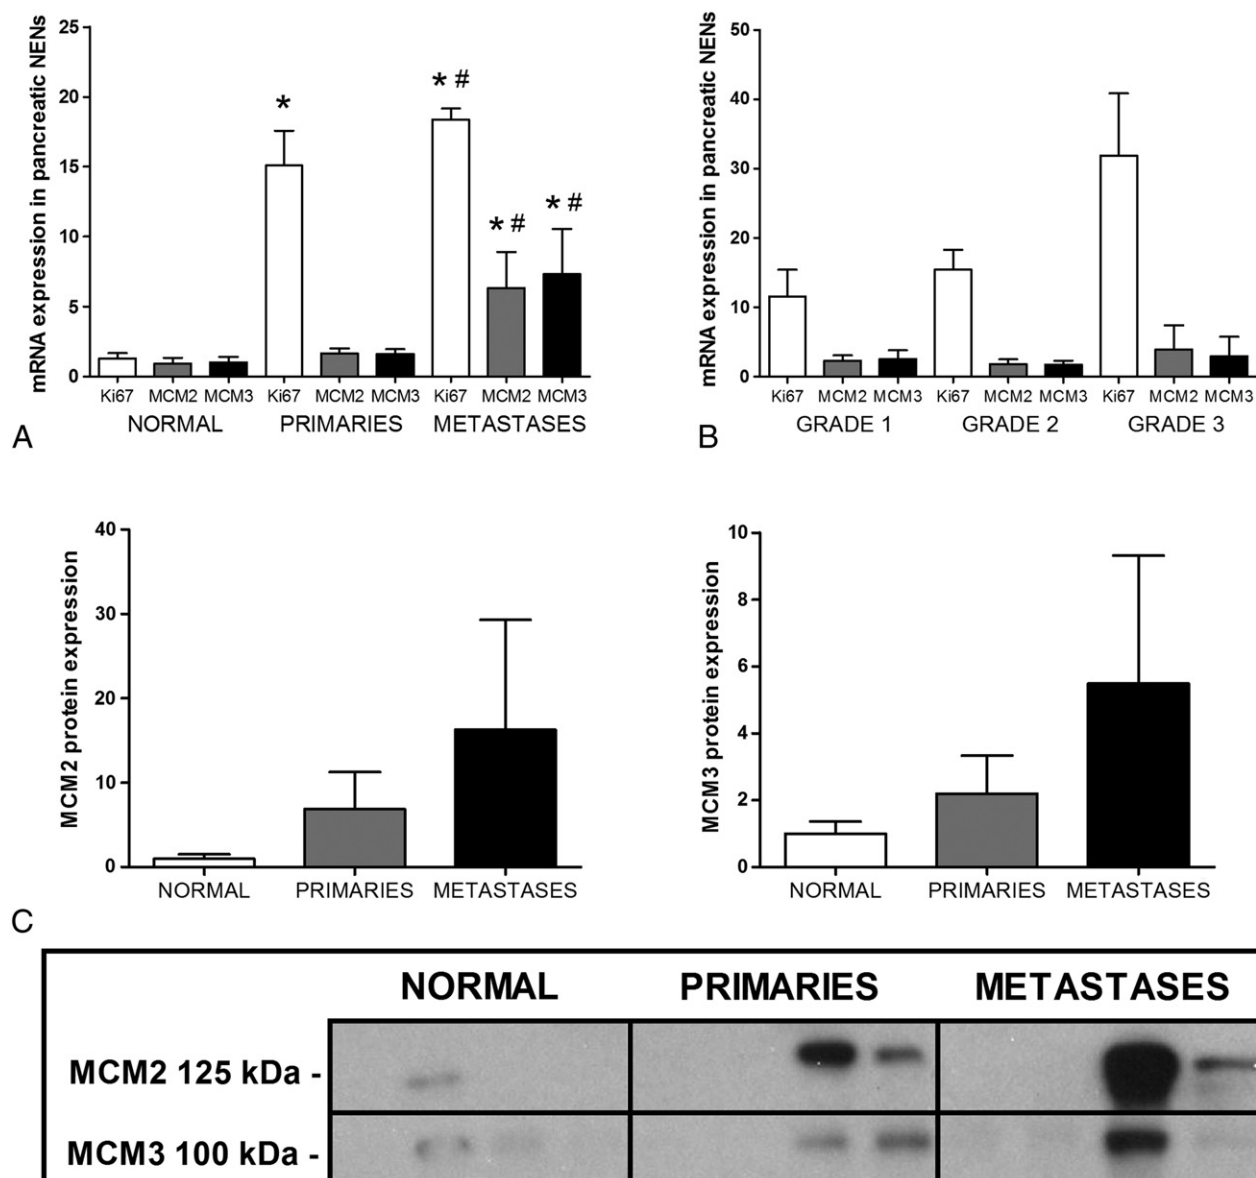 mRNA expression in pancreatic NENs
25
20
15
10
5
0
*
* #
* #
* #
Ki67 MCM2 MCM3 Ki67 MCM2 MCM3 Ki67 MCM2 MCM3
NORMAL PRIMARIES METASTASES
A
mRNA expression in pancreatic NENs
50
40
30
20
10
0
Ki67 MCM2 MCM3 Ki67 MCM2 MCM3 Ki67 MCM2 MCM3
GRADE 1 GRADE 2 GRADE 3
B
MCM2 protein expression
40
30
20
10
0
NORMAL PRIMARIES METASTASES
MCM3 protein expression
10
8
6
4
2
0
NORMAL PRIMARIES METASTASES
C
NORMAL PRIMARIES METASTASES
MCM2 125 kDa -
MCM3 100 kDa -